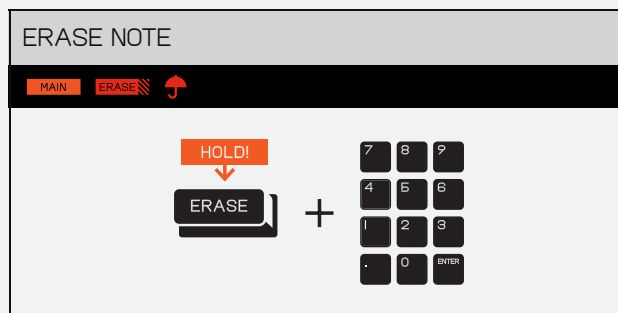 ERASE NOTE
MAIN ERASE
HOLD!
ERASE
+
7 8 9
4 5 6
1 2 3
. 0 ENTER